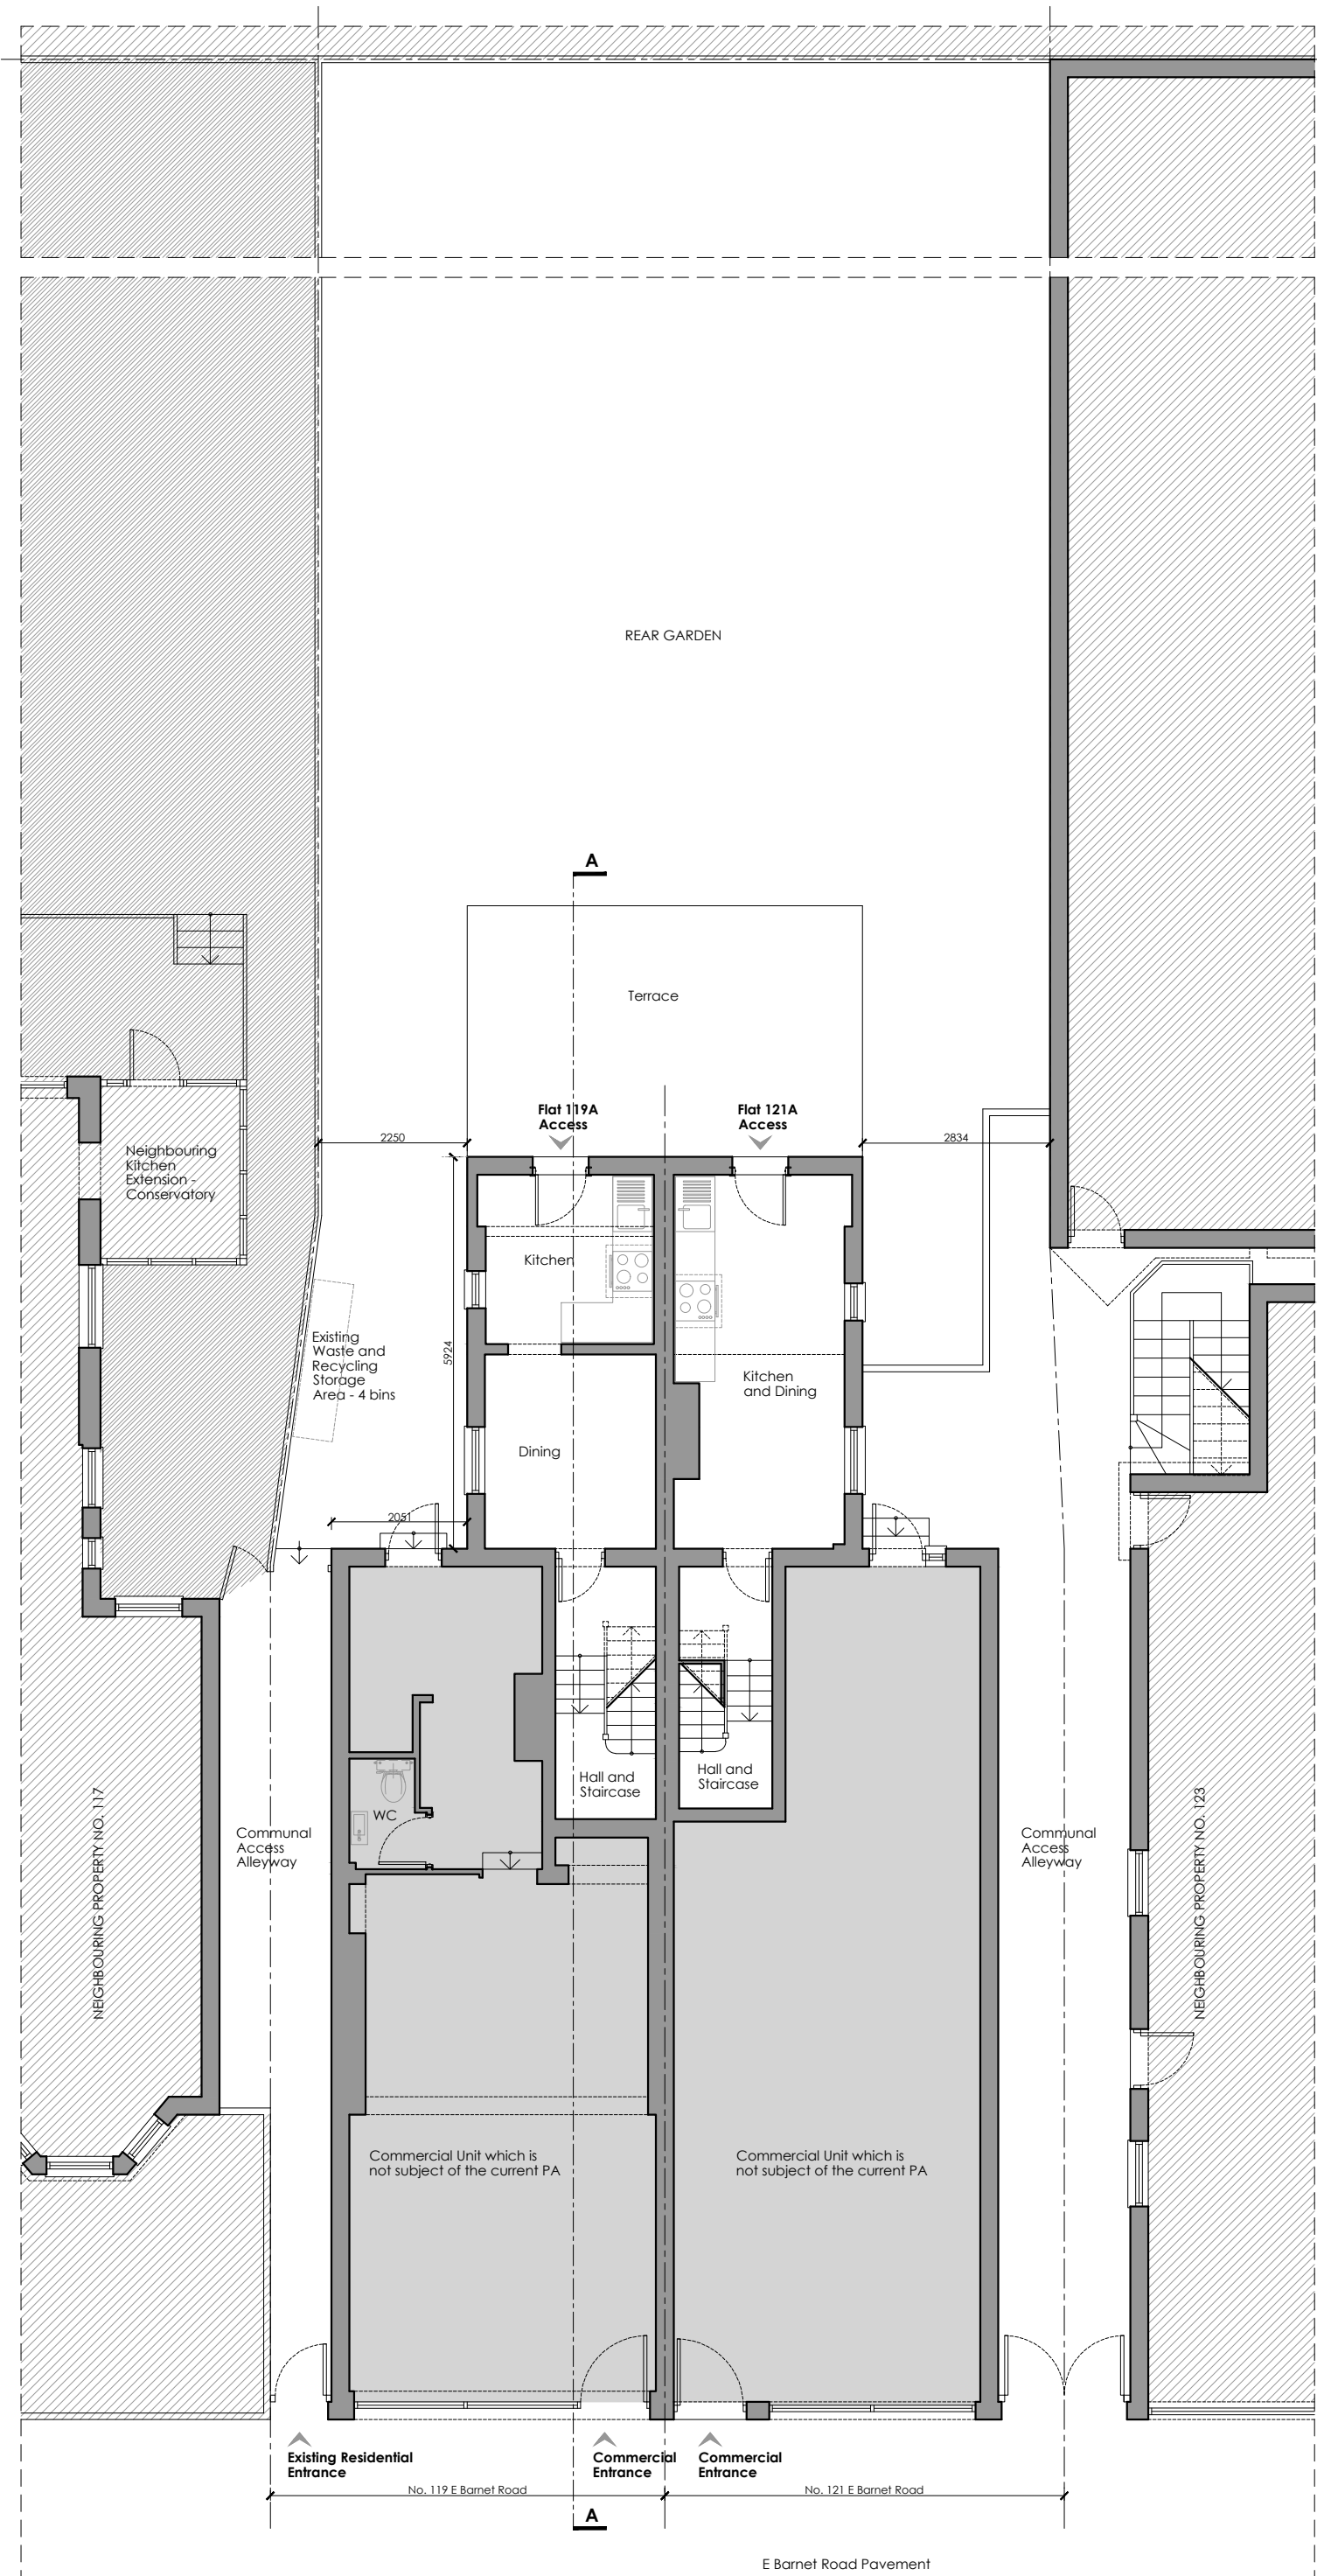 REAR GARDEN
A
Terrace
Flat 119A
Access
Flat 121A
Access
2250
2834
Neighbouring
Kitchen
Extension -
Conservatory
Kitchen
Existing
Waste and
Recycling
Storage
Area - 4 bins
5924
Kitchen
and Dining
Dining
2051
Hall and
Staircase
Hall and
Staircase
WC
Communal
Access
Alleyway
Communal
Access
Alleyway
NEIGHBOURING PROPERTY NO. 117
NEIGHBOURING PROPERTY NO. 123
Commercial Unit which is
not subject of the current PA
Commercial Unit which is
not subject of the current PA
Existing Residential
Entrance
Commercial
Entrance
Commercial
Entrance
No. 119 E Barnet Road
No. 121 E Barnet Road
A
E Barnet Road Pavement